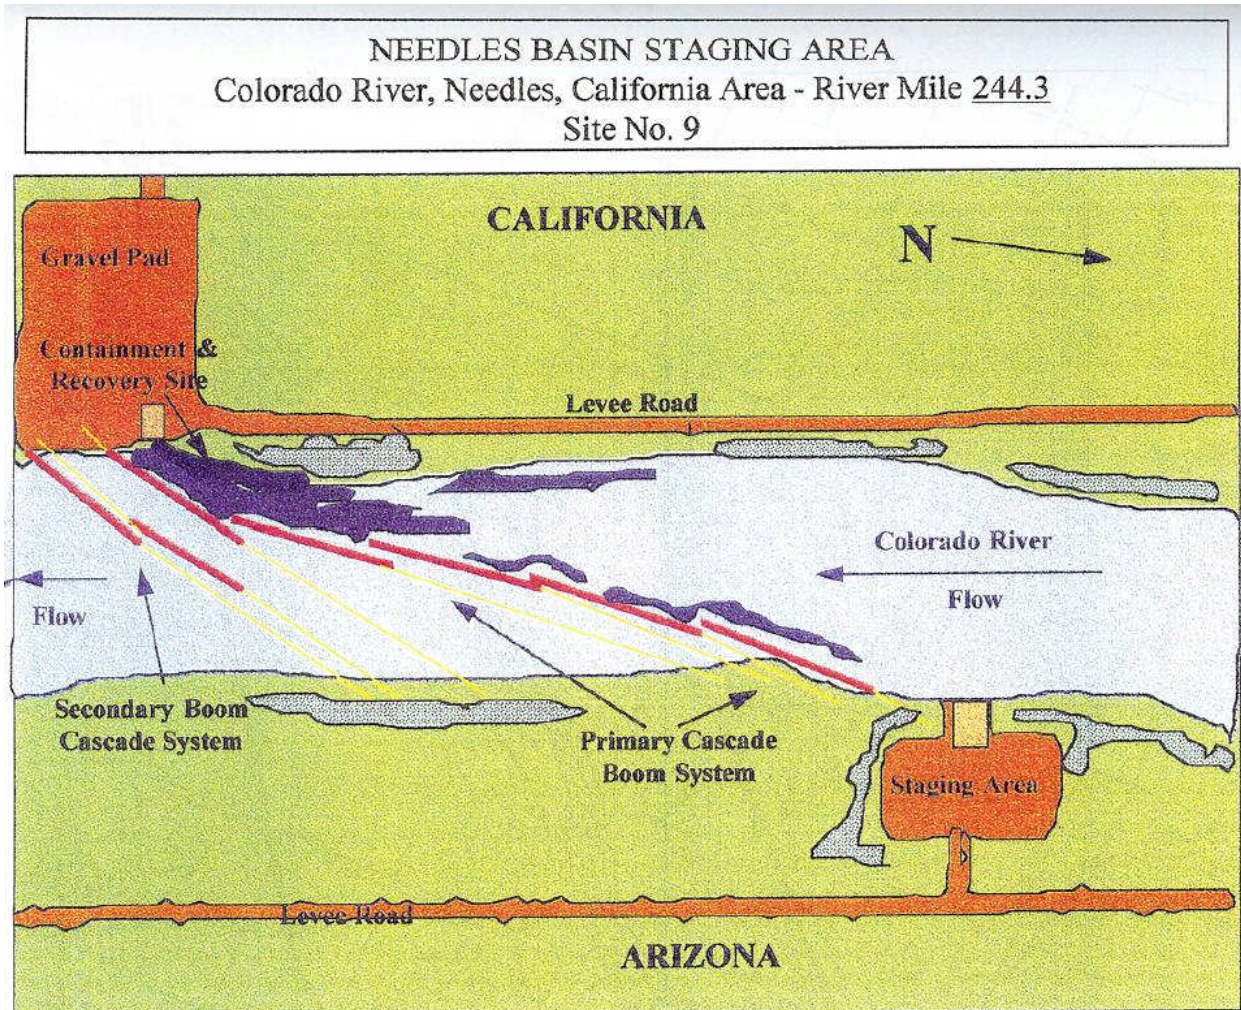 NEEDLES BASIN STAGING AREA
Colorado River, Needles, California Area - River Mile 244.3
Site No. 9
CALIFORNIA
N
Gravel Pad
Containment &
Recovery Site
Levee Road
Colorado River
Flow
Flow
Secondary Boom
Cascade System
Primary Cascade
Boom System
Staging Area
Levee Road
ARIZONA